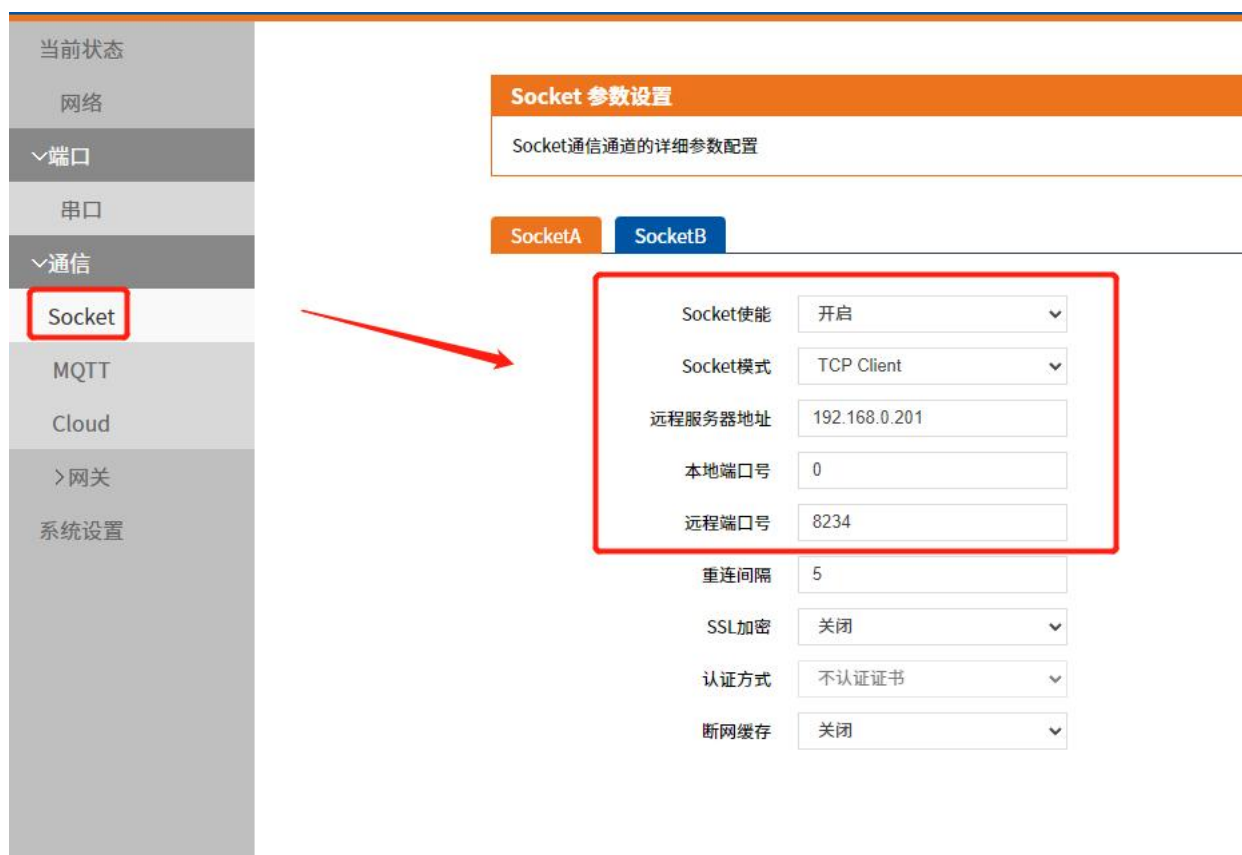 当前状态
网络
端口
串口
通信
Socket
MQTT
Cloud
网关
系统设置
Socket 参数设置
Socket通信通道的详细参数配置
SocketA SocketB
Socket使能 开启
Socket模式 TCP Client
远程服务器地址 192.168.0.201
本地端口号 0
远程端口号 8234
重连间隔 5
SSL加密 关闭
认证方式 不认证证书
断网缓存 关闭